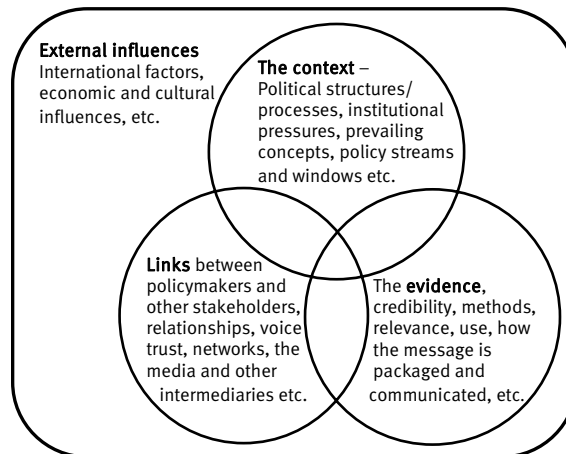 External influences
International factors,
economic and cultural
influences, etc.
The context –
Political structures/
processes, institutional
pressures, prevailing
concepts, policy streams
and windows etc.
Links between
policymakers and
other stakeholders,
relationships, voice
trust, networks, the
media and other
intermediaries etc.
The evidence,
credibility, methods,
relevance, use, how
the message is
packaged and
communicated, etc.